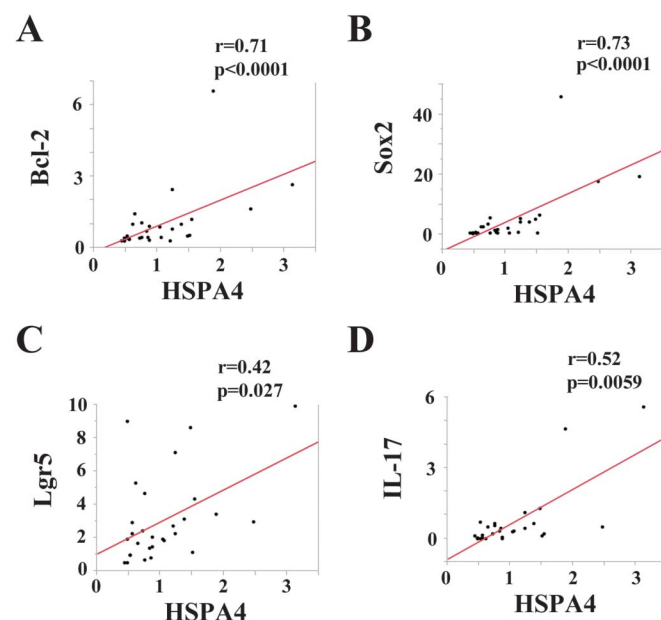 A
r=0.71
p<0.0001
6
3
0
Bcl-2
0 1 2 3
HSPA4
B
r=0.73
p<0.0001
40
20
0
Sox2
0 1 2 3
HSPA4
C
r=0.42
p=0.027
10
8
6
4
2
0
Lgr5
0 1 2 3
HSPA4
D
r=0.52
p=0.0059
6
3
0
IL-17
0 1 2 3
HSPA4